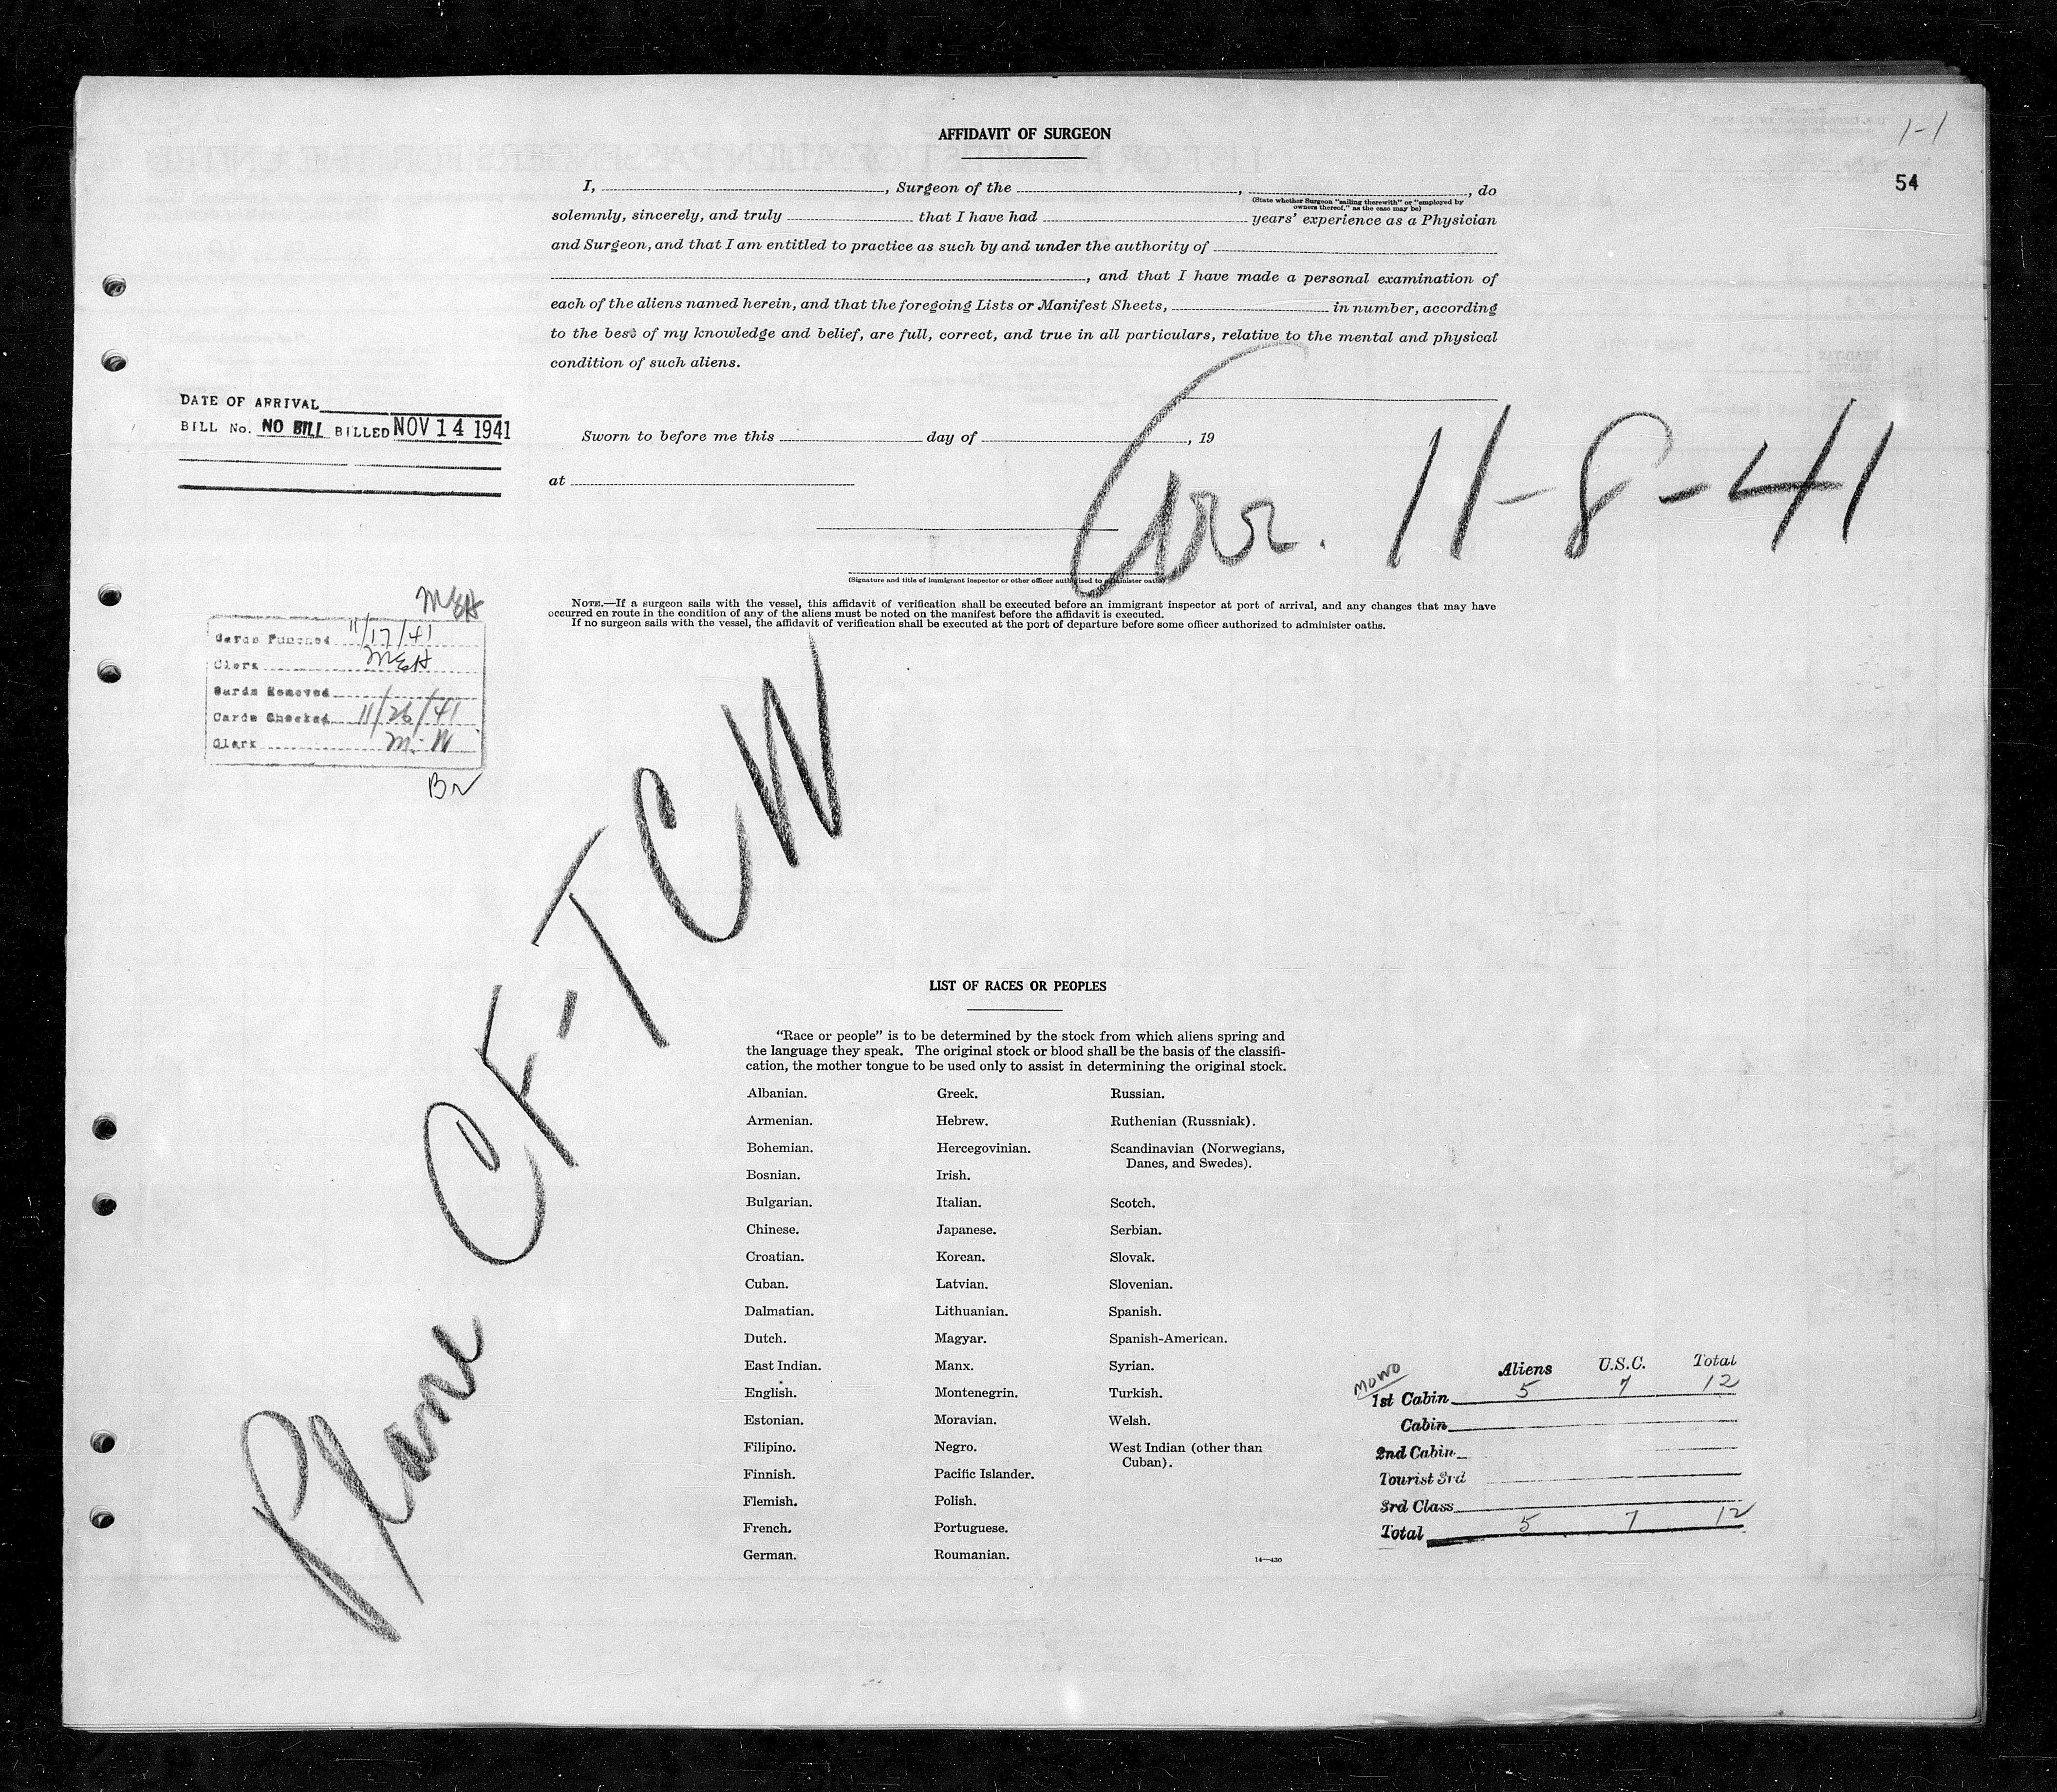 1-1
54
AFFIDAVIT OF SURGEON
I, , Surgeon of the , , do
(State whether Surgeon "sailing therewith" or "employed by
owners thereof," as the case may be)
solemnly, sincerely, and truly that I have had years' experience as a Physician
and Surgeon, and that I am entitled to practice as such by and under the authority of
, and that I have made a personal examination of
each of the aliens named herein, and that the foregoing Lists or Manifest Sheets, in number, according
to the best of my knowledge and belief, are full, correct, and true in all particulars, relative to the mental and physical
condition of such aliens.
DATE OF ARRIVAL
BILL No. NO BILL BILLED NOV 14 1941
Sworn to before me this day of , 19
at
Arr. 11-8-41
(Signature and title of immigrant inspector or other officer authorized to administer oaths)
NOTE.—If a surgeon sails with the vessel, this affidavit of verification shall be executed before an immigrant inspector at port of arrival, and any changes that may have
occurred en route in the condition of any of the aliens must be noted on the manifest before the affidavit is executed.
If no surgeon sails with the vessel, the affidavit of verification shall be executed at the port of departure before some officer authorized to administer oaths.
MEH
Cards Punched 11/17/41
Clerk MEH
Cards Removed
Cards Checked 11/26/41
Clerk M. W
Br
Plane CF-TCW
LIST OF RACES OR PEOPLES
"Race or people" is to be determined by the stock from which aliens spring and
the language they speak. The original stock or blood shall be the basis of the classifi-
cation, the mother tongue to be used only to assist in determining the original stock.
Albanian.
Armenian.
Bohemian.
Bosnian.
Bulgarian.
Chinese.
Croatian.
Cuban.
Dalmatian.
Dutch.
East Indian.
English.
Estonian.
Filipino.
Finnish.
Flemish.
French.
German.
Greek.
Hebrew.
Hercegovinian.
Irish.
Italian.
Japanese.
Korean.
Latvian.
Lithuanian.
Magyar.
Manx.
Montenegrin.
Moravian.
Negro.
Pacific Islander.
Polish.
Portuguese.
Roumanian.
Russian.
Ruthenian (Russniak).
Scandinavian (Norwegians,
Danes, and Swedes).
Scotch.
Serbian.
Slovak.
Slovenian.
Spanish.
Spanish-American.
Syrian.
Turkish.
Welsh.
West Indian (other than
Cuban).
14—430
Aliens U.S.C. Total
mono
1st Cabin 5 7 12
Cabin
2nd Cabin
Tourist 3rd
3rd Class
Total 5 7 12